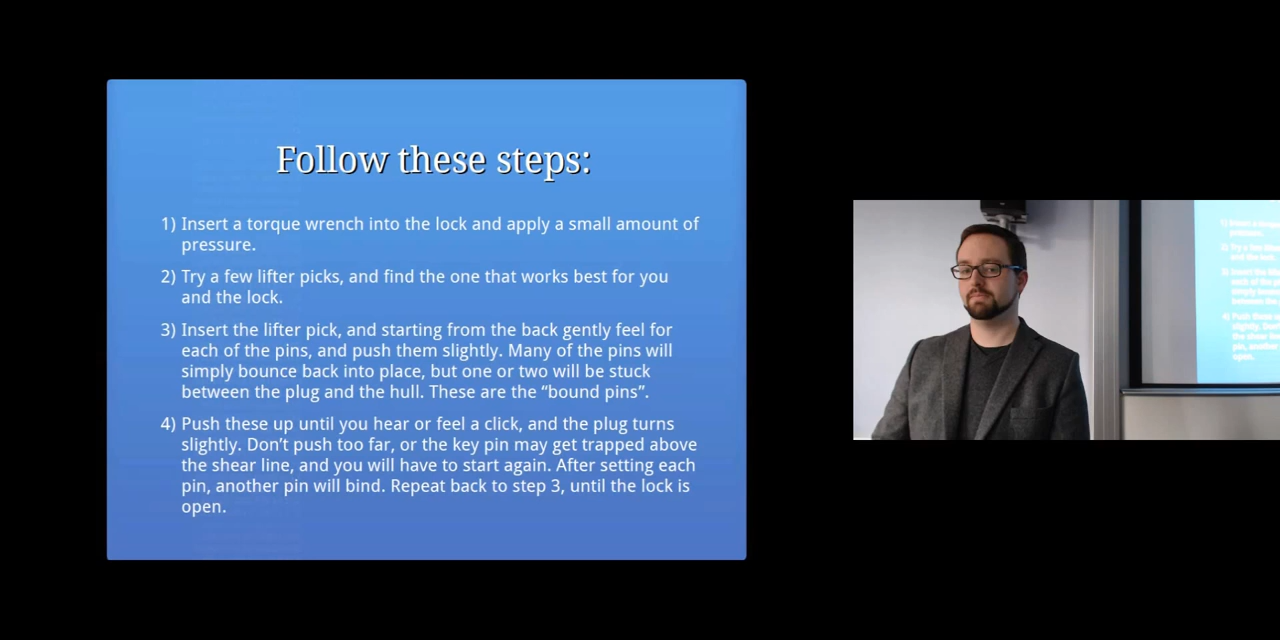 Follow these steps:
1) Insert a torque wrench into the lock and apply a small amount of
pressure.
2) Try a few lifter picks, and find the one that works best for you
and the lock.
3) Insert the lifter pick, and starting from the back gently feel for
each of the pins, and push them slightly. Many of the pins will
simply bounce back into place, but one or two will be stuck
between the plug and the hull. These are the “bound pins”.
4) Push these up until you hear or feel a click, and the plug turns
slightly. Don’t push too far, or the key pin may get trapped above
the shear line, and you will have to start again. After setting each
pin, another pin will bind. Repeat back to step 3, until the lock is
open.